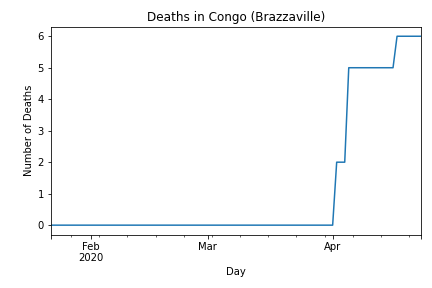 Deaths in Congo (Brazzaville)
6
5
4
3
2
1
0
Number of Deaths
Feb
2020
Mar
Apr
Day